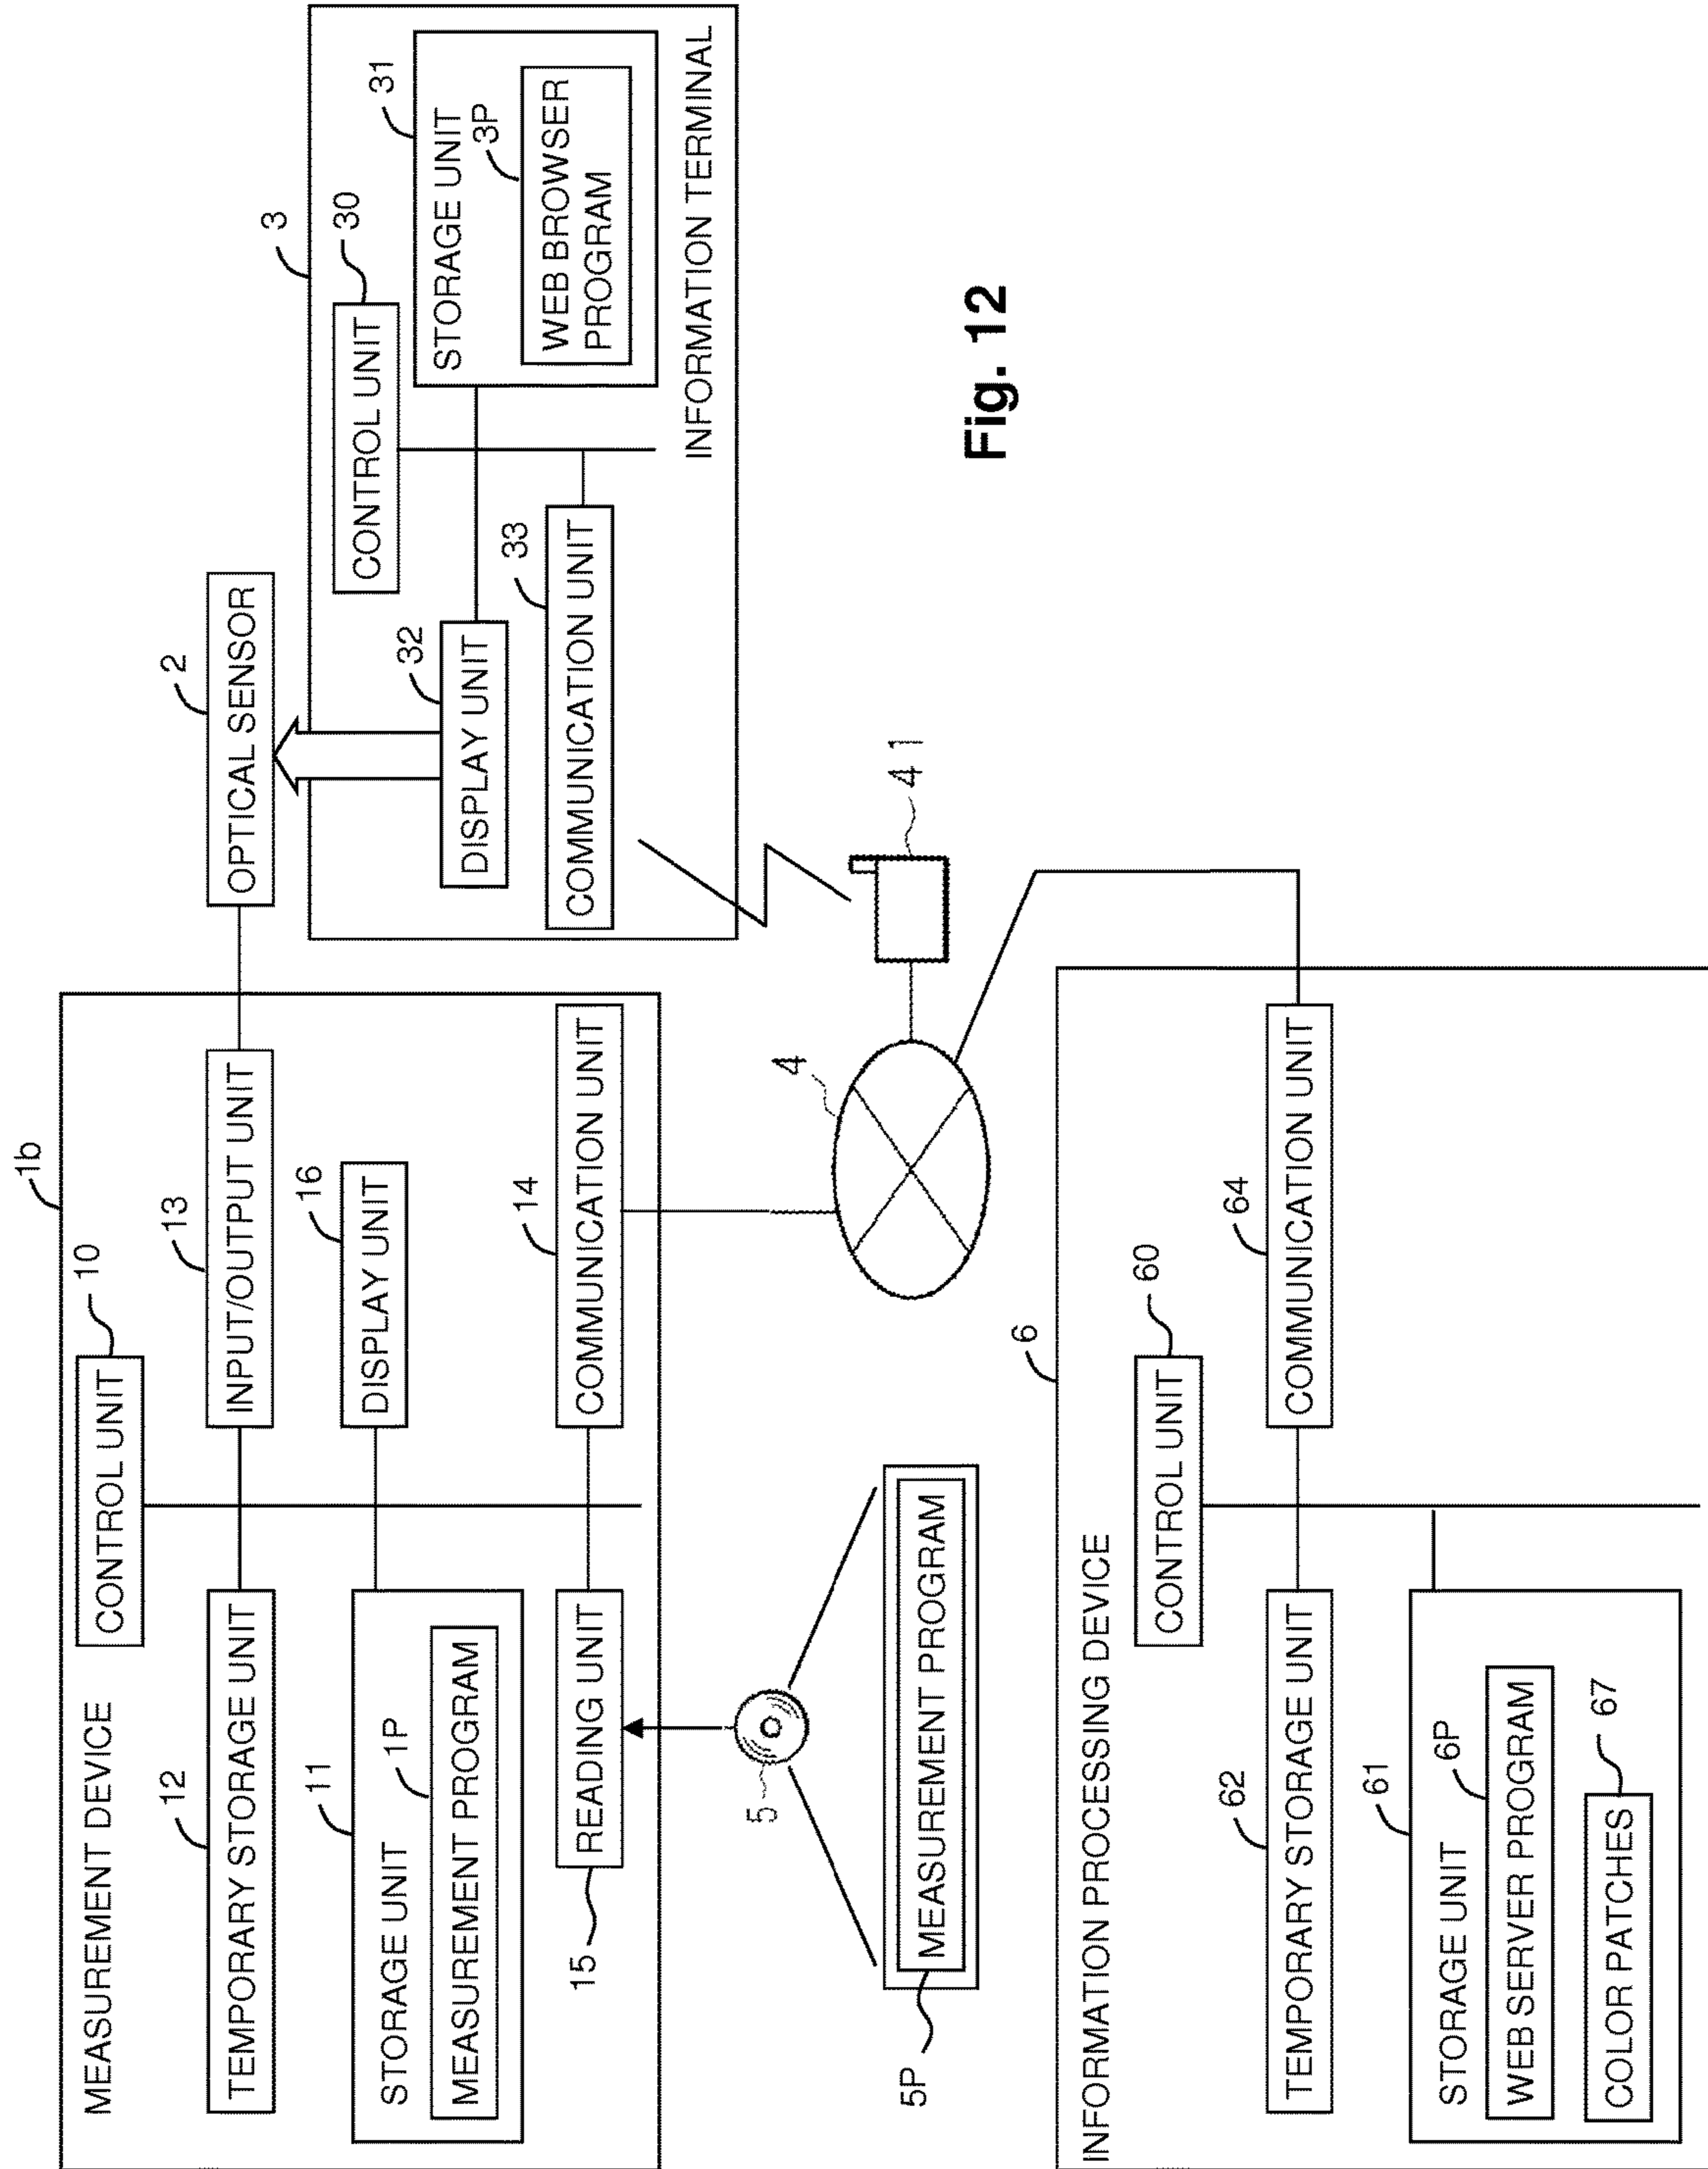 1b
MEASUREMENT DEVICE
CONTROL UNIT
10
12
TEMPORARY STORAGE UNIT
13
INPUT/OUTPUT UNIT
11
STORAGE UNIT
1P
MEASUREMENT PROGRAM
16
DISPLAY UNIT
15
READING UNIT
14
COMMUNICATION UNIT
2
OPTICAL SENSOR
3
CONTROL UNIT
30
31
STORAGE UNIT
3P
WEB BROWSER
PROGRAM
32
DISPLAY UNIT
33
COMMUNICATION UNIT
INFORMATION TERMINAL
5
5P
MEASUREMENT PROGRAM
4
41
Fig. 12
6
INFORMATION PROCESSING DEVICE
CONTROL UNIT
60
62
TEMPORARY STORAGE UNIT
64
COMMUNICATION UNIT
61
STORAGE UNIT
6P
WEB SERVER PROGRAM
67
COLOR PATCHES